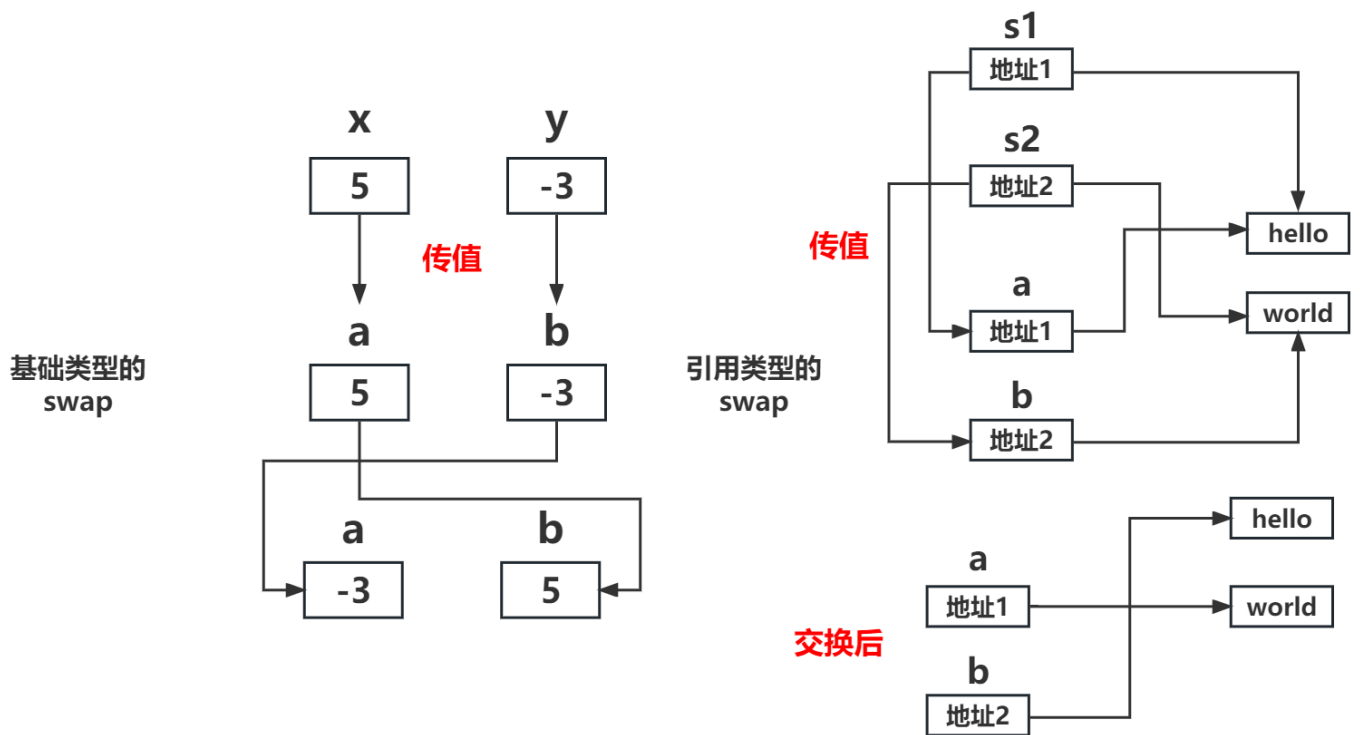 x
y
5
-3
传值
a
b
5
-3
基础类型的
swap
a
b
-3
5
s1
地址1
s2
地址2
传值
hello
a
地址1
world
引用类型的
swap
b
地址2
hello
a
地址1
world
交换后
b
地址2